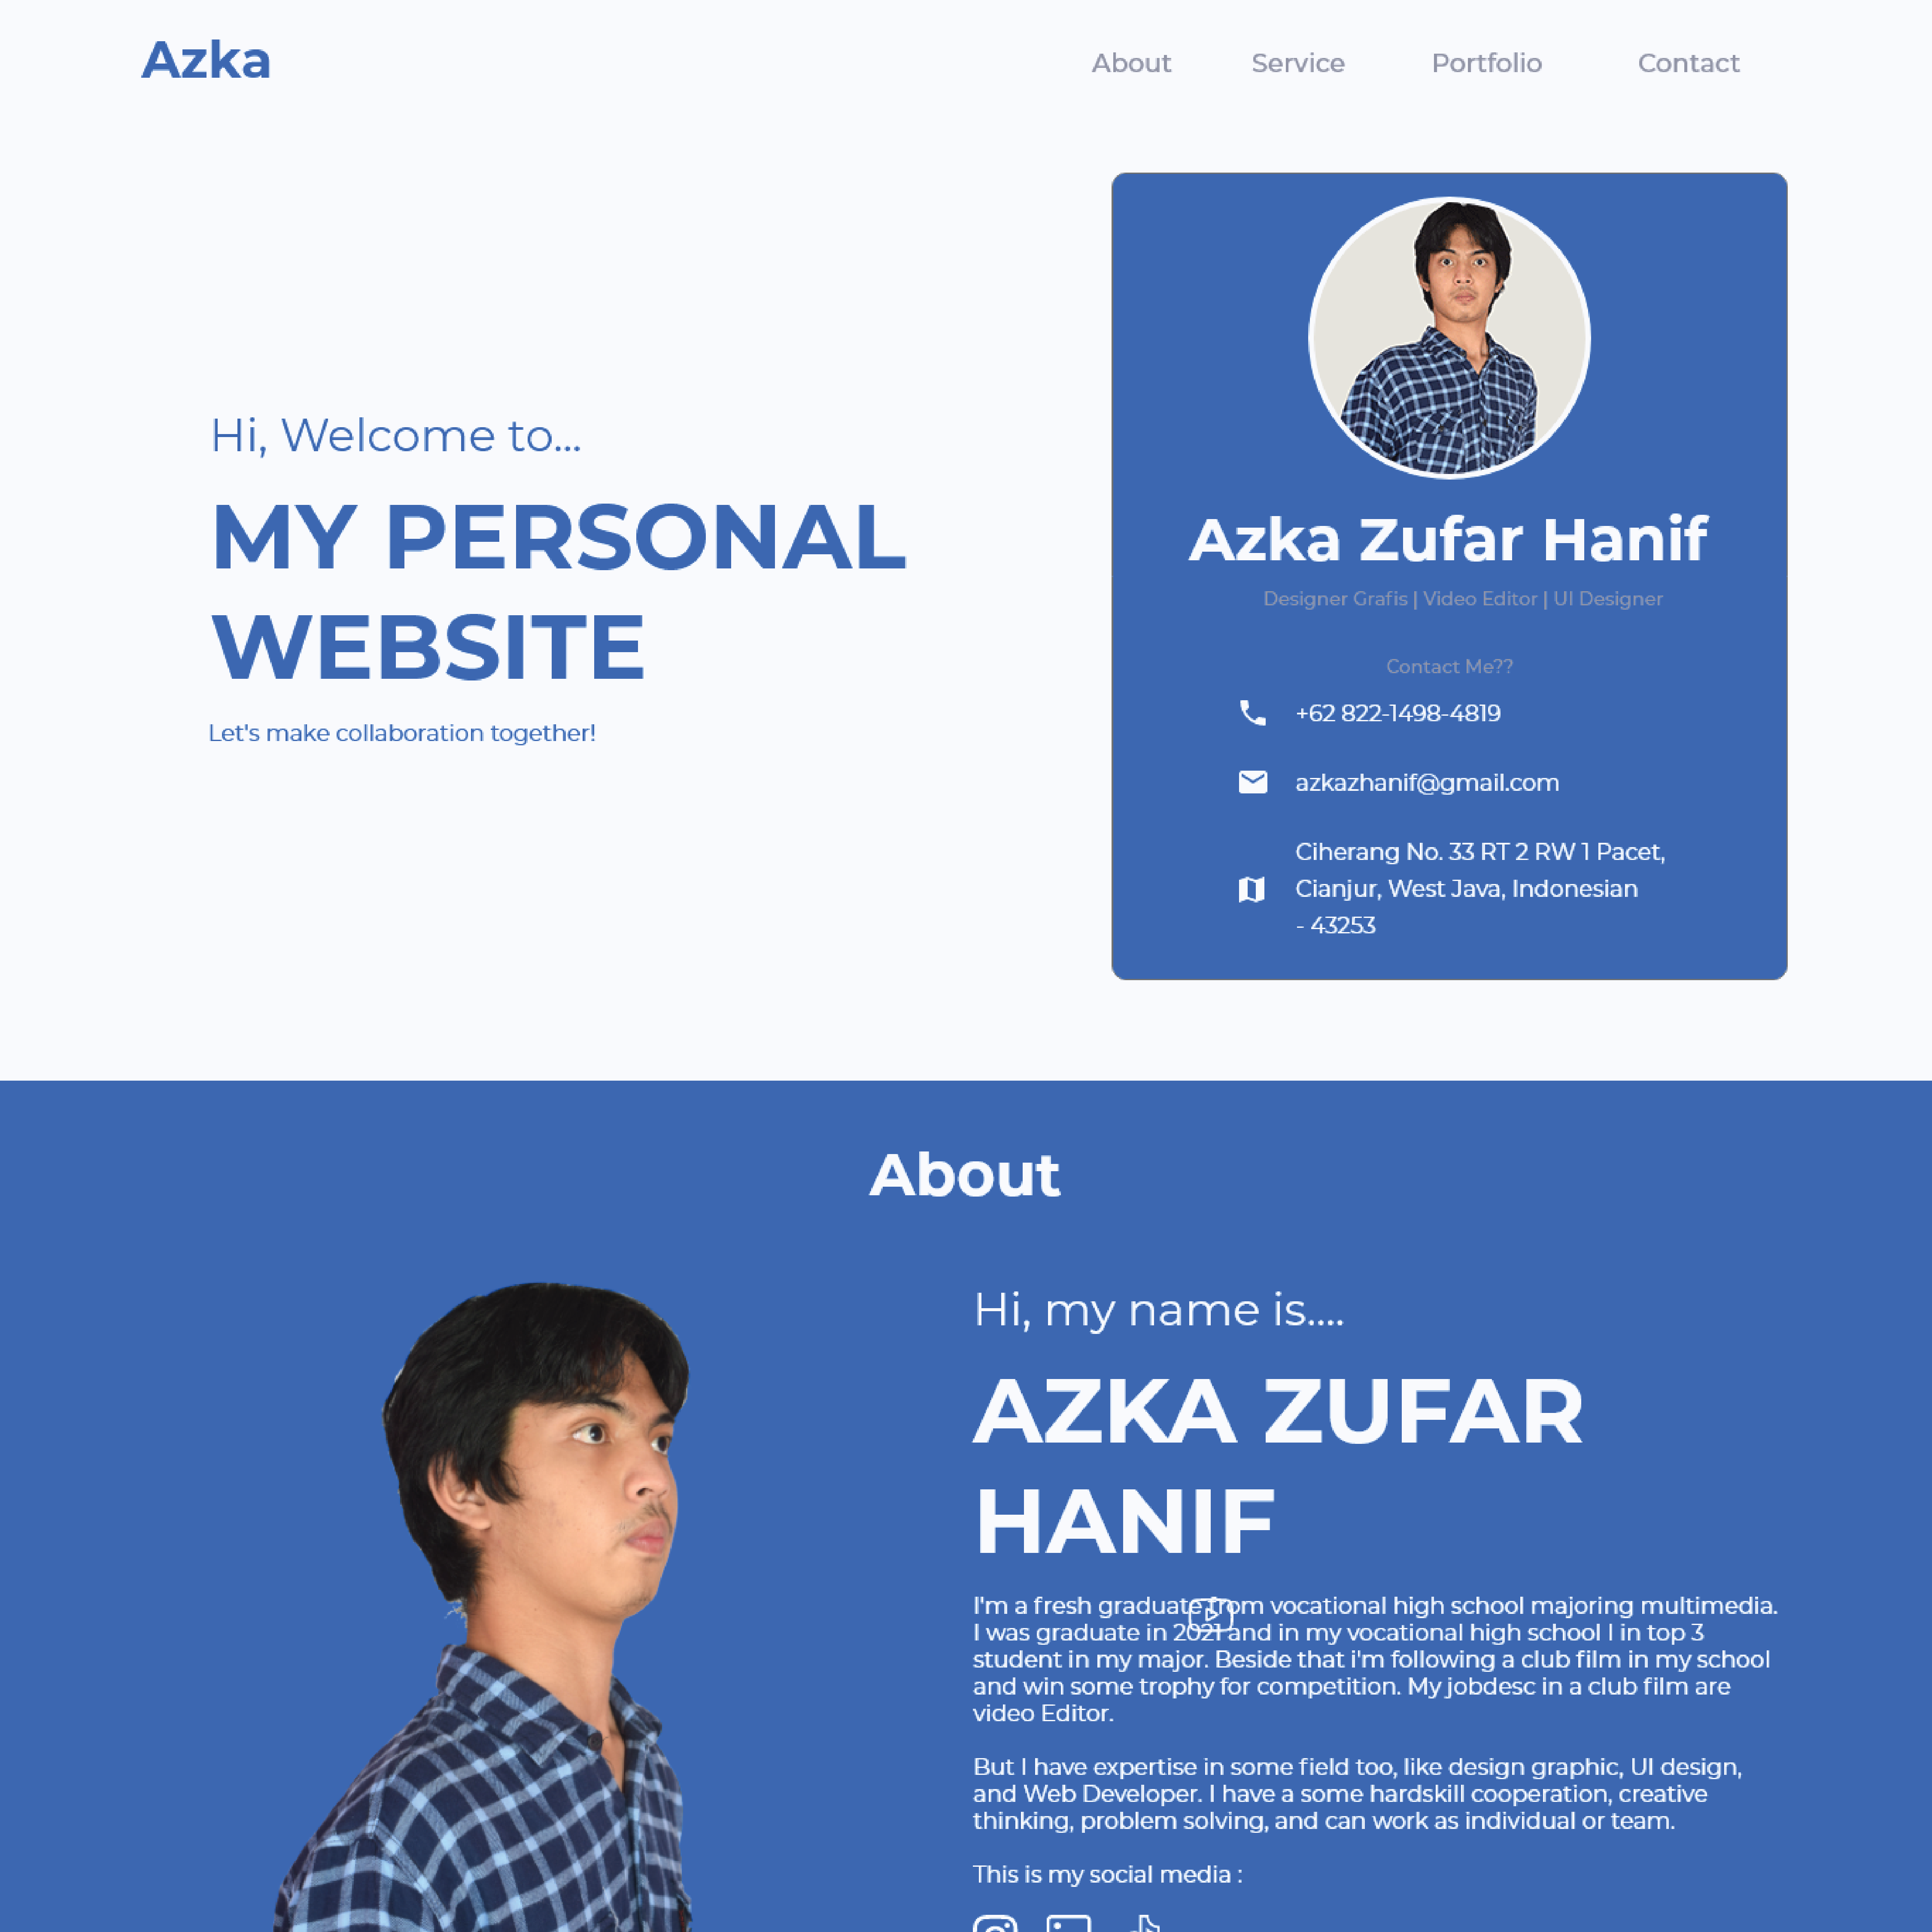 Azka
About Service Portfolio Contact
Hi, Welcome to...
MY PERSONAL
WEBSITE
Let's make collaboration together!
Azka Zufar Hanif
Designer Grafis | Video Editor | UI Designer
Contact Me??
+62 822-1498-4819
azkazhanif@gmail.com
Ciherang No. 33 RT 2 RW 1 Pacet,
Cianjur, West Java, Indonesian
- 43253
About
Hi, my name is....
AZKA ZUFAR
HANIF
I'm a fresh graduate from vocational high school majoring multimedia.
I was graduate in 2021 and in my vocational high school I in top 3
student in my major. Beside that i'm following a club film in my school
and win some trophy for competition. My jobdesc in a club film are
video Editor.
But I have expertise in some field too, like design graphic, UI design,
and Web Developer. I have a some hardskill cooperation, creative
thinking, problem solving, and can work as individual or team.
This is my social media :